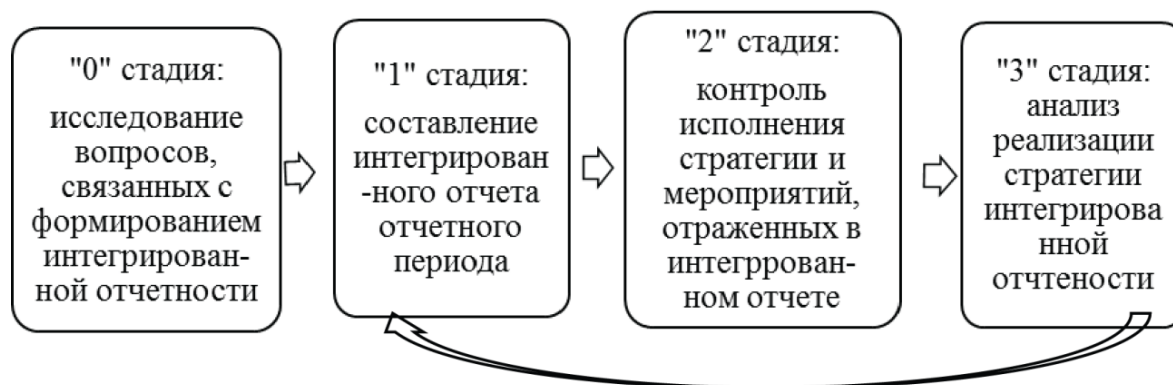 "0" стадия:
исследование
вопросов,
связанных с
формированием
интегрирован-
ной отчетности
"1" стадия:
составление
интегрирован
-ного отчета
отчетного
периода
"2" стадия:
контроль
исполнения
стратегии и
мероприятий,
отраженных в
интегррован-
ном отчете
"3" стадия:
анализ
реализации
стратегии
интегрирова
нной
отчтености